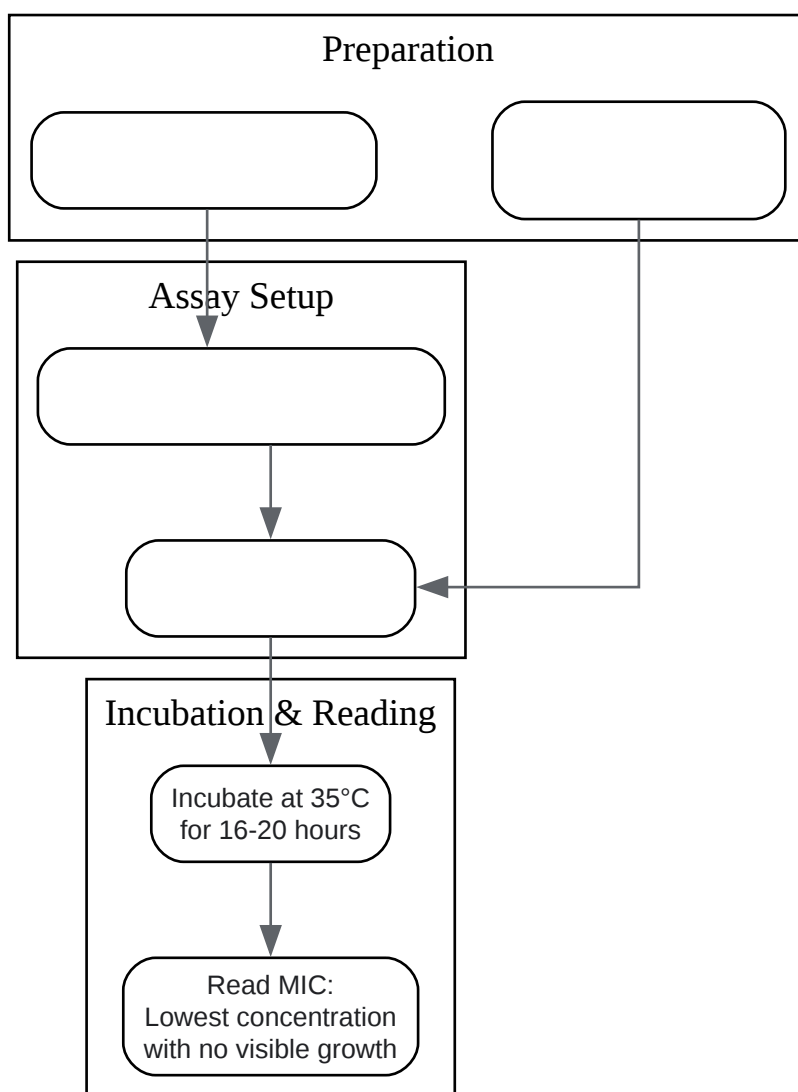 Preparation
Assay Setup
Incubation & Reading
Incubate at 35°C
for 16-20 hours
Read MIC:
Lowest concentration
with no visible growth